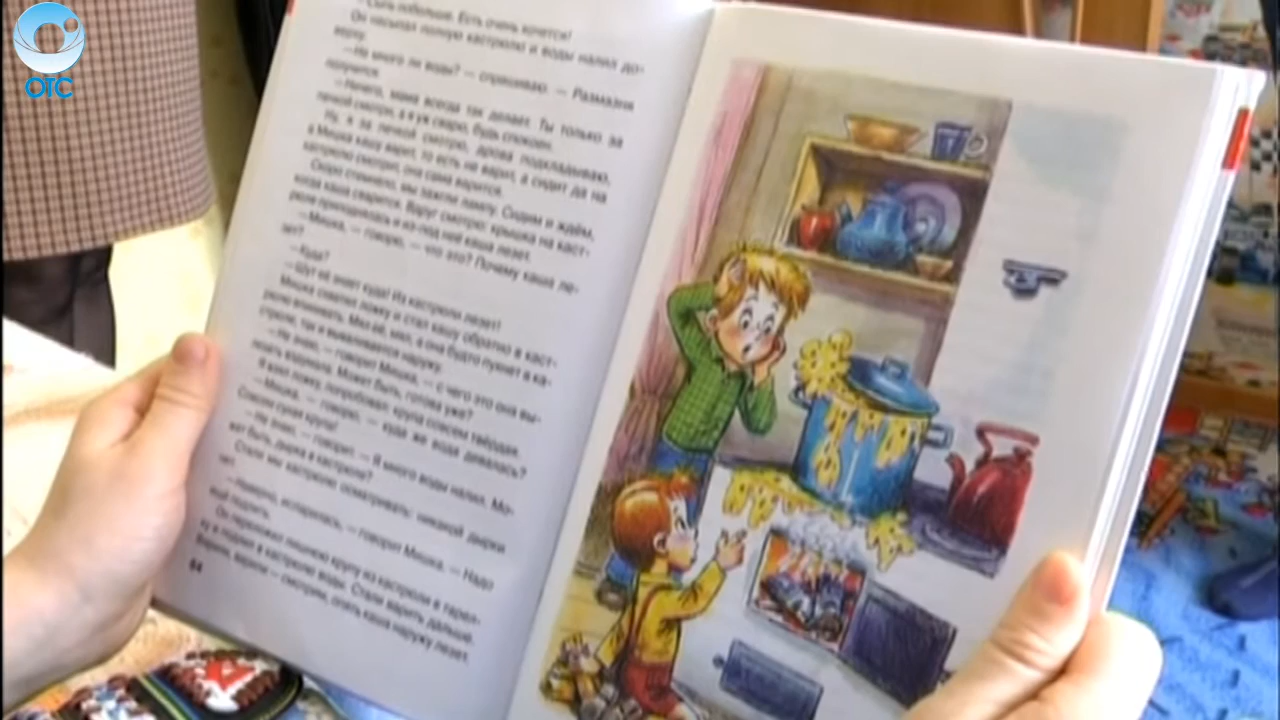 ОТС
—Сыпь побольше. Есть очень хочется!
Он насыпал полную кастрюлю и воды налил до-
верху.
—Не много ли воды? — спрашиваю. — Размазня
получится.
—Ничего, мама всегда так делает. Ты только за
печкой смотри, а я уж сварю, будь спокоен.
Ну, я за печкой смотрю, дрова подкладываю,
а Мишка кашу варит, то есть не варит, а сидит да на
кастрюлю смотрит, она сама варится.
Скоро стемнело, мы зажгли лампу. Сидим и ждём,
когда каша сварится. Вдруг смотрю: крышка на каст-
рюле приподнялась и из-под неё каша лезет.
—Мишка, — говорю, — что это? Почему каша ле-
зет?
—Куда?
—Шут её знает куда! Из кастрюли лезет!
Мишка схватил ложку и стал кашу обратно в каст-
рюлю впихивать. Мял её, мял, а она будто пухнет в ка-
стрюле, так и вываливается наружу.
—Не знаю, — говорит Мишка, — с чего это она вы-
лезать вздумала. Может быть, готова уже?
Я взял ложку, попробовал: крупа совсем твёрдая.
—Мишка, — говорю, — куда же вода девалась?
Совсем сухая крупа!
—Не знаю, — говорит. — Я много воды налил. Мо-
жет быть, дырка в кастрюле?
Стали мы кастрюлю осматривать: никакой дырки
нет.
—Наверно, испарилась, — говорит Мишка. — Надо
ещё подлить.
Он переложил лишнюю крупу из кастрюли в тарел-
ку и подлил в кастрюлю воды. Стали варить дальше.
Варили, варили — смотрим, опять каша наружу лезет.
84